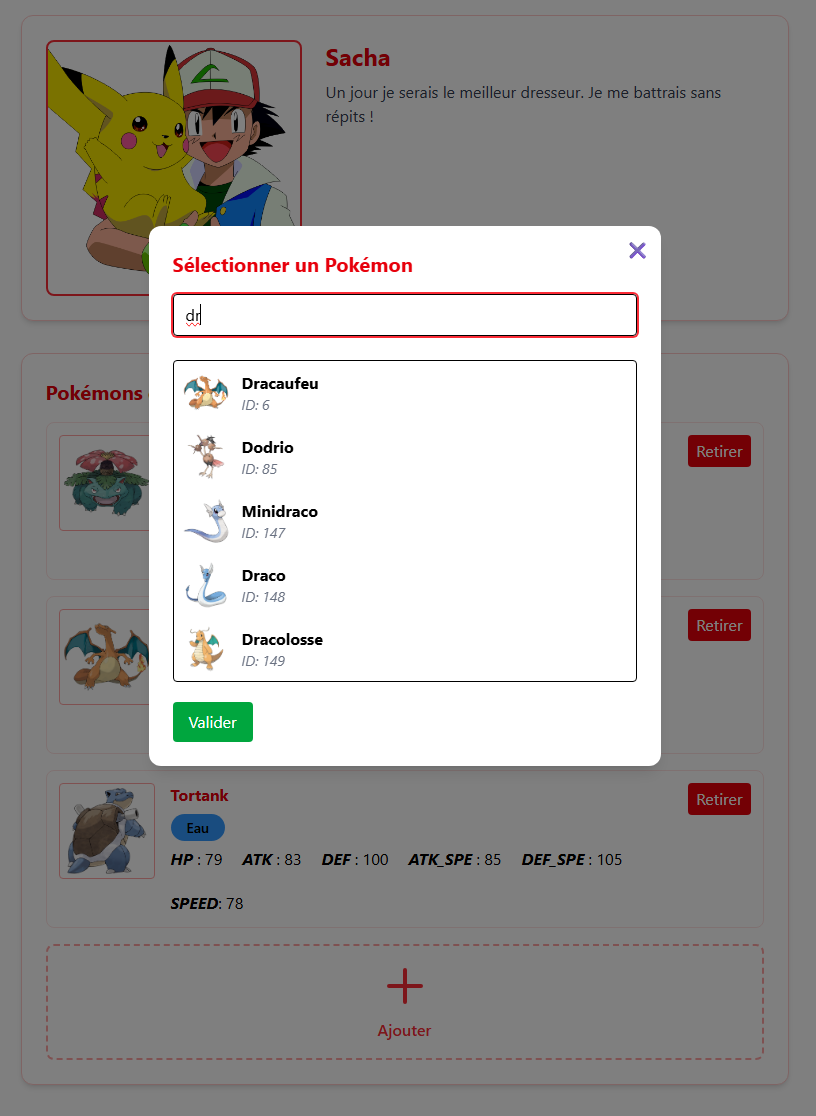 Sacha
Un jour je serais le meilleur dresseur. Je me battrais sans
répits !
Sélectionner un Pokémon
dr
Dracaufeu
ID: 6
Dodrio
ID: 85
Minidraco
ID: 147
Draco
ID: 148
Dracolosse
ID: 149
Valider
Pokémons
Retirer
Retirer
Tortank
Retirer
Eau
HP : 79 ATK : 83 DEF : 100 ATK_SPE : 85 DEF_SPE : 105
SPEED: 78
Ajouter